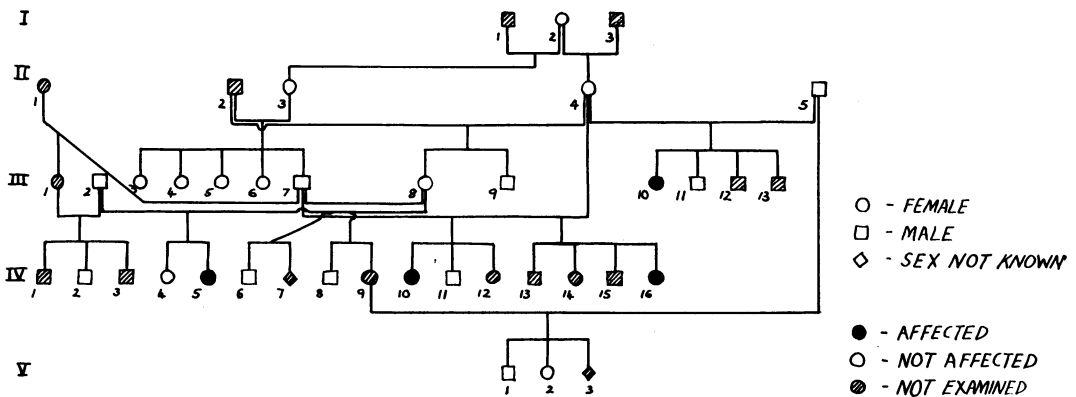 I
1 2 3
II
1 2 3 4 5
III
1 2 3 4 5 6 7 8 9 10 11 12 13
IV
1 2 3 4 5 6 7 8 9 10 11 12 13 14 15 16
V
1 2 3
- FEMALE
- MALE
- SEX NOT KNOWN
- AFFECTED
- NOT AFFECTED
- NOT EXAMINED